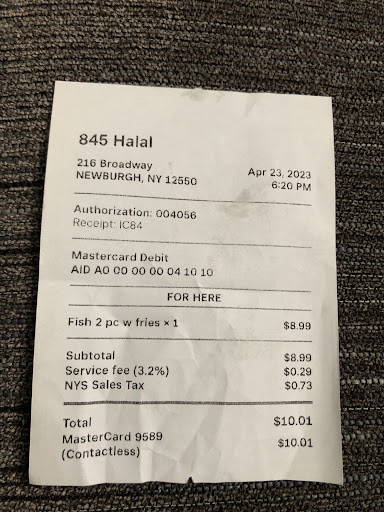 845 Halal
216 Broadway
NEWBURGH, NY 12550
Apr 23, 2023
6:20 PM
Authorization: 004056
Receipt: IC84
Mastercard Debit
AID A0 00 00 00 04 10 10
FOR HERE
Fish 2 pc w fries × 1 $8.99
Subtotal $8.99
Service fee (3.2%) $0.29
NYS Sales Tax $0.73
Total $10.01
MasterCard 9589 $10.01
(Contactless)